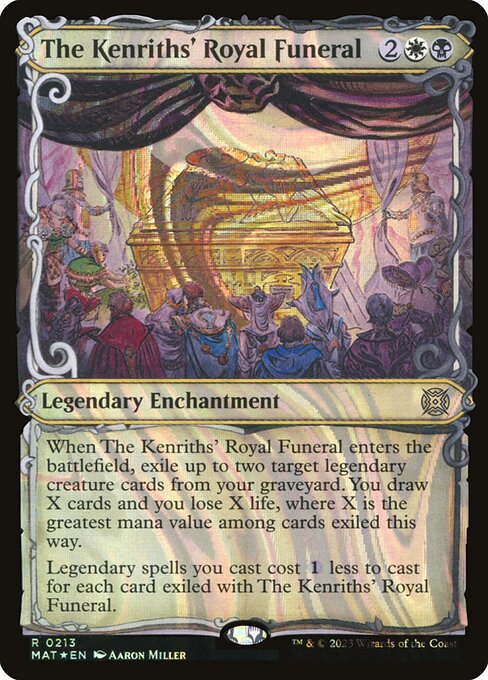 The Kenriths' Royal Funeral 2
Legendary Enchantment
When The Kenriths' Royal Funeral enters the
battlefield, exile up to two target legendary
creature cards from your graveyard. You draw
X cards and you lose X life, where X is the
greatest mana value among cards exiled this
way.
Legendary spells you cast cost 1 less to cast
for each card exiled with The Kenriths' Royal
Funeral.
R 0213
MAT★EN AARON MILLER
™ & © 2023 Wizards of the Coast